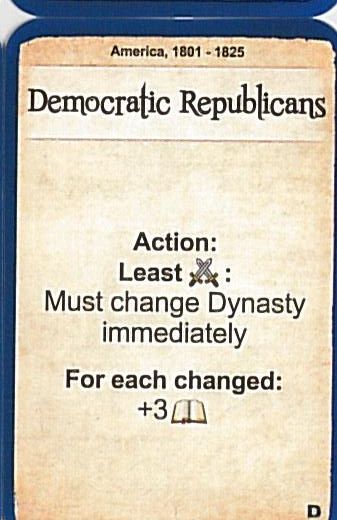 America, 1801 - 1825
Democratic Republicans
Action:
Least :
Must change Dynasty
immediately
For each changed:
+3
D